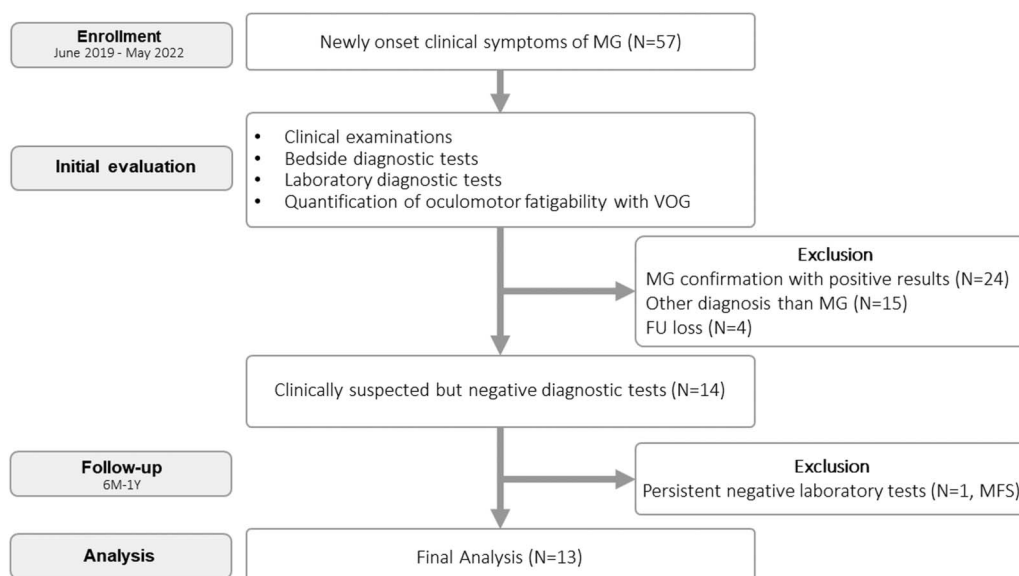 Enrollment
June 2019 - May 2022
Newly onset clinical symptoms of MG (N=57)
Initial evaluation
• Clinical examinations
• Bedside diagnostic tests
• Laboratory diagnostic tests
• Quantification of oculomotor fatigability with VOG
Exclusion
MG confirmation with positive results (N=24)
Other diagnosis than MG (N=15)
FU loss (N=4)
Clinically suspected but negative diagnostic tests (N=14)
Follow-up
6M-1Y
Exclusion
Persistent negative laboratory tests (N=1, MFS)
Analysis
Final Analysis (N=13)